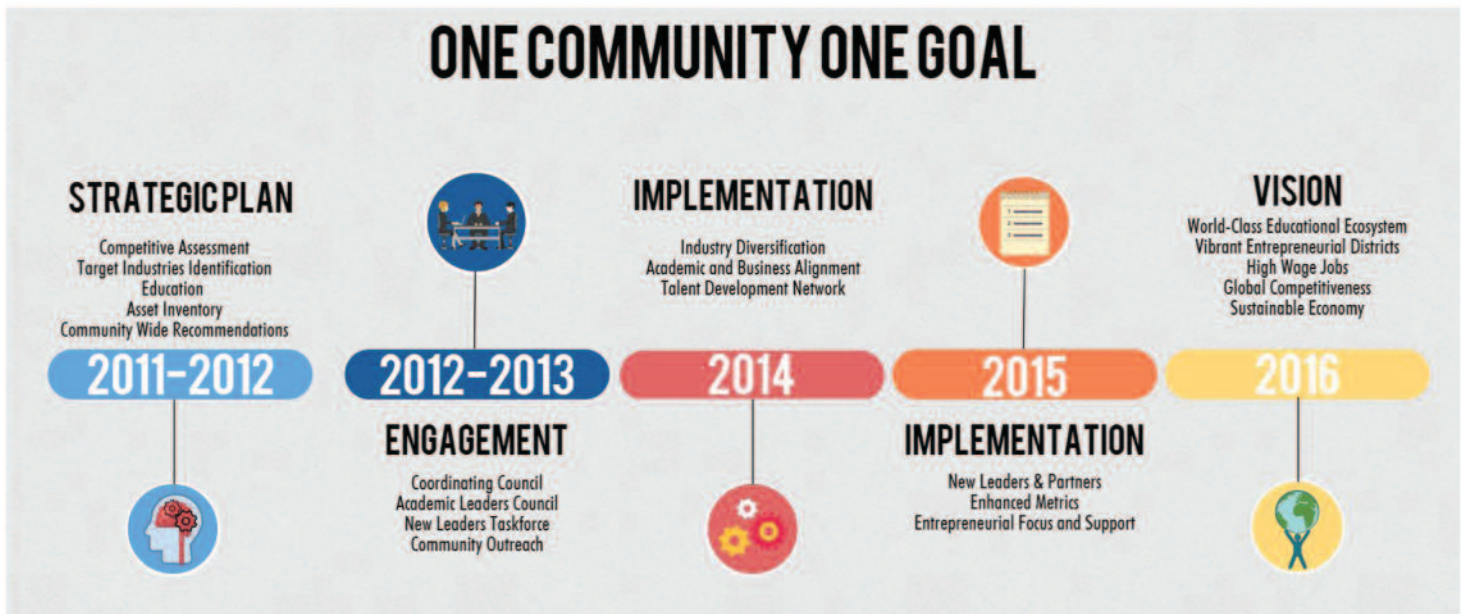 ONE COMMUNITY ONE GOAL
STRATEGIC PLAN
Competitive Assessment
Target Industries Identification
Education
Asset Inventory
Community Wide Recommendations
2011-2012
2012-2013
ENGAGEMENT
Coordinating Council
Academic Leaders Council
New Leaders Taskforce
Community Outreach
IMPLEMENTATION
Industry Diversification
Academic and Business Alignment
Talent Development Network
2014
1
2
3
2015
IMPLEMENTATION
New Leaders & Partners
Enhanced Metrics
Entrepreneurial Focus and Support
VISION
World-Class Educational Ecosystem
Vibrant Entrepreneurial Districts
High Wage Jobs
Global Competitiveness
Sustainable Economy
2016